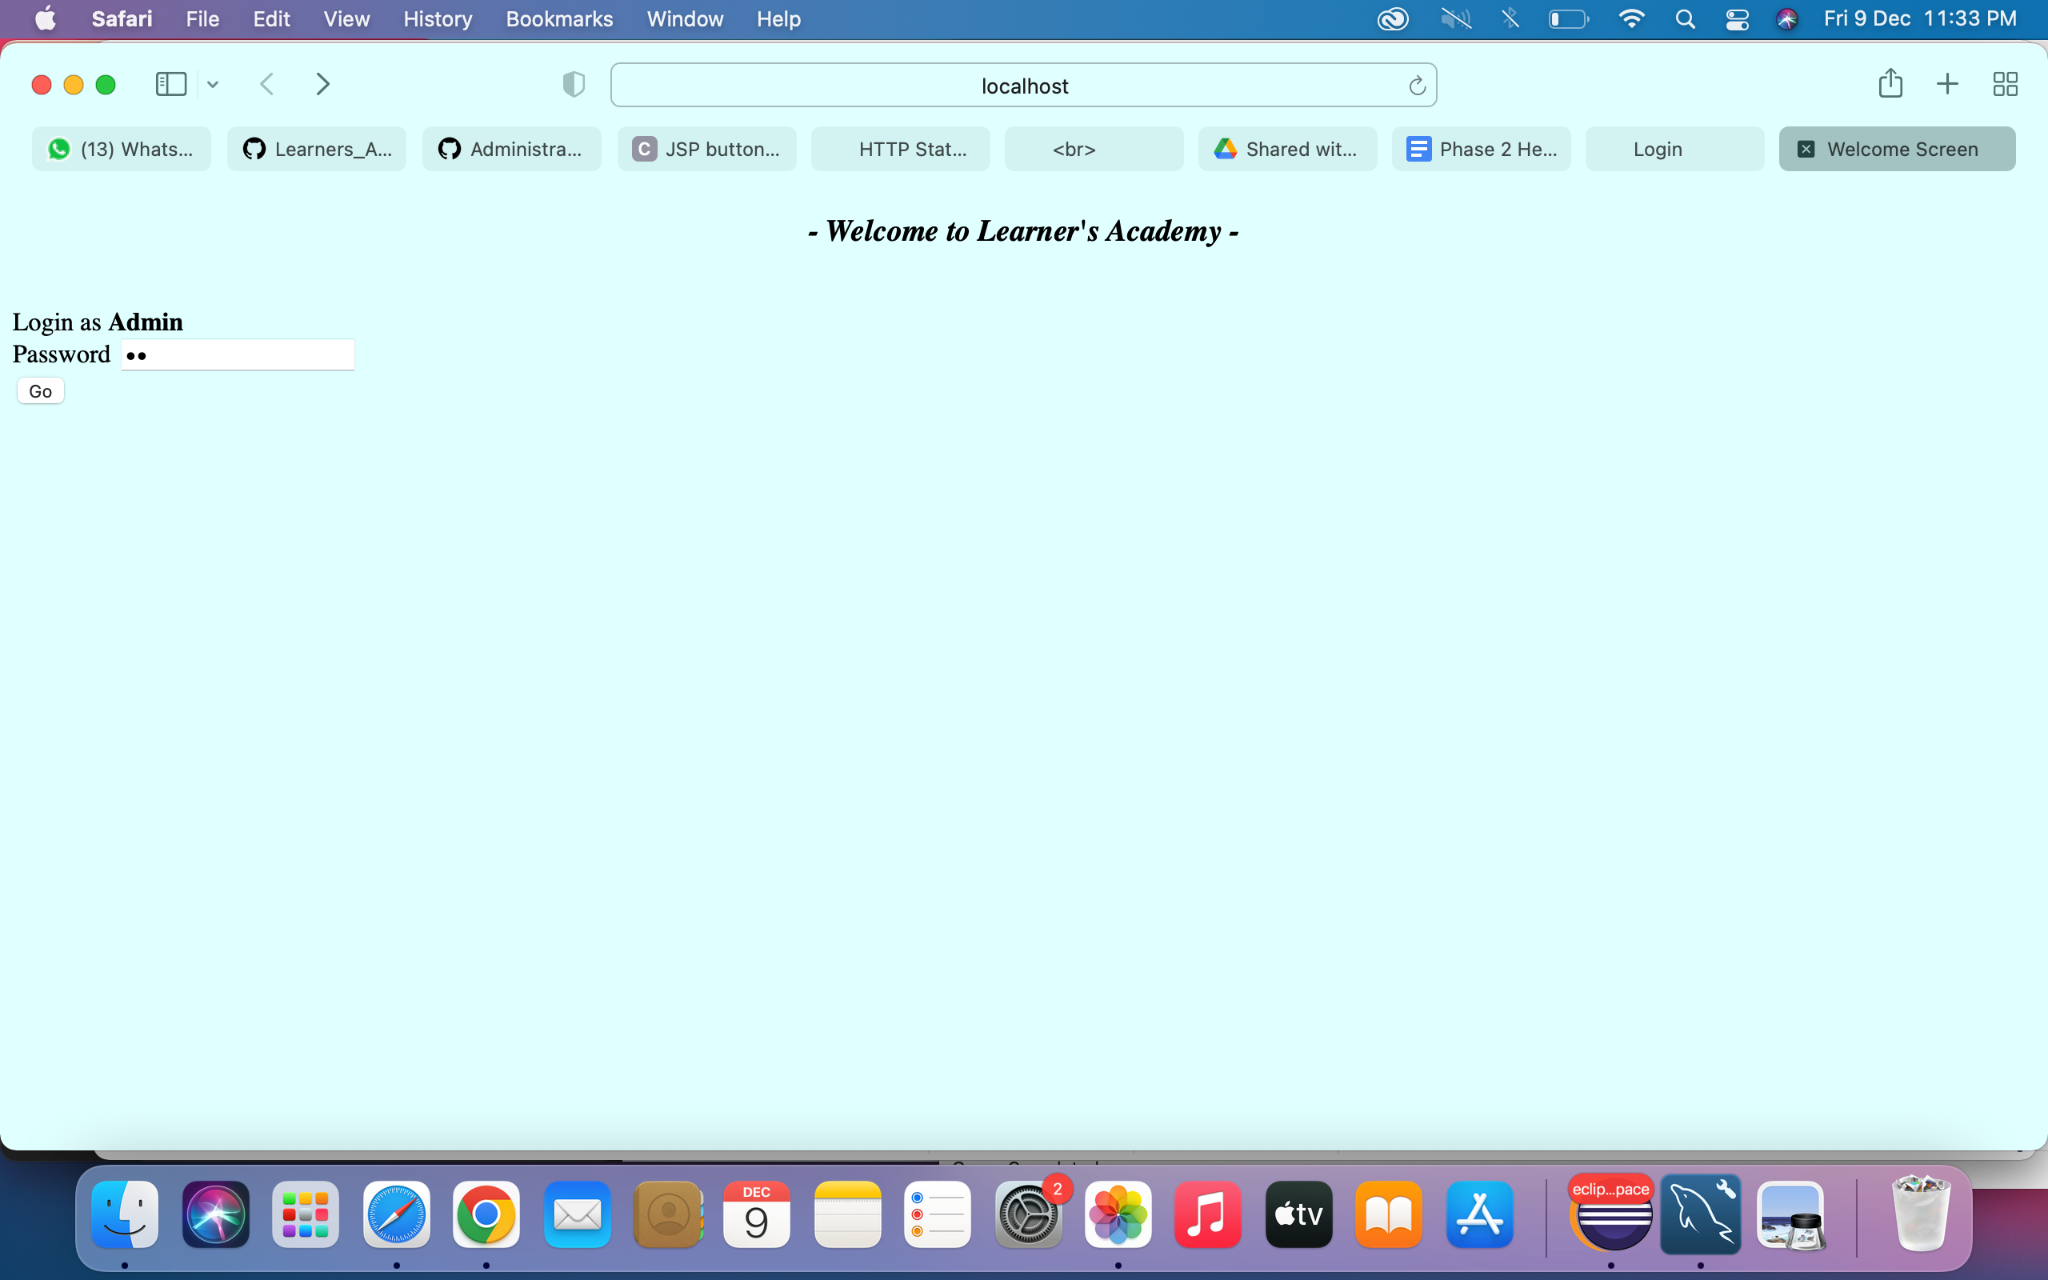 Safari File Edit View History Bookmarks Window Help Fri 9 Dec 11:33 PM
localhost
(13) Whats... Learners_A... Administra... C JSP button... HTTP Stat... <br> Shared wit... Phase 2 He... Login Welcome Screen
- Welcome to Learner's Academy -
Login as Admin
Password ••
Go
eclip...pace
2
DEC
9
tv